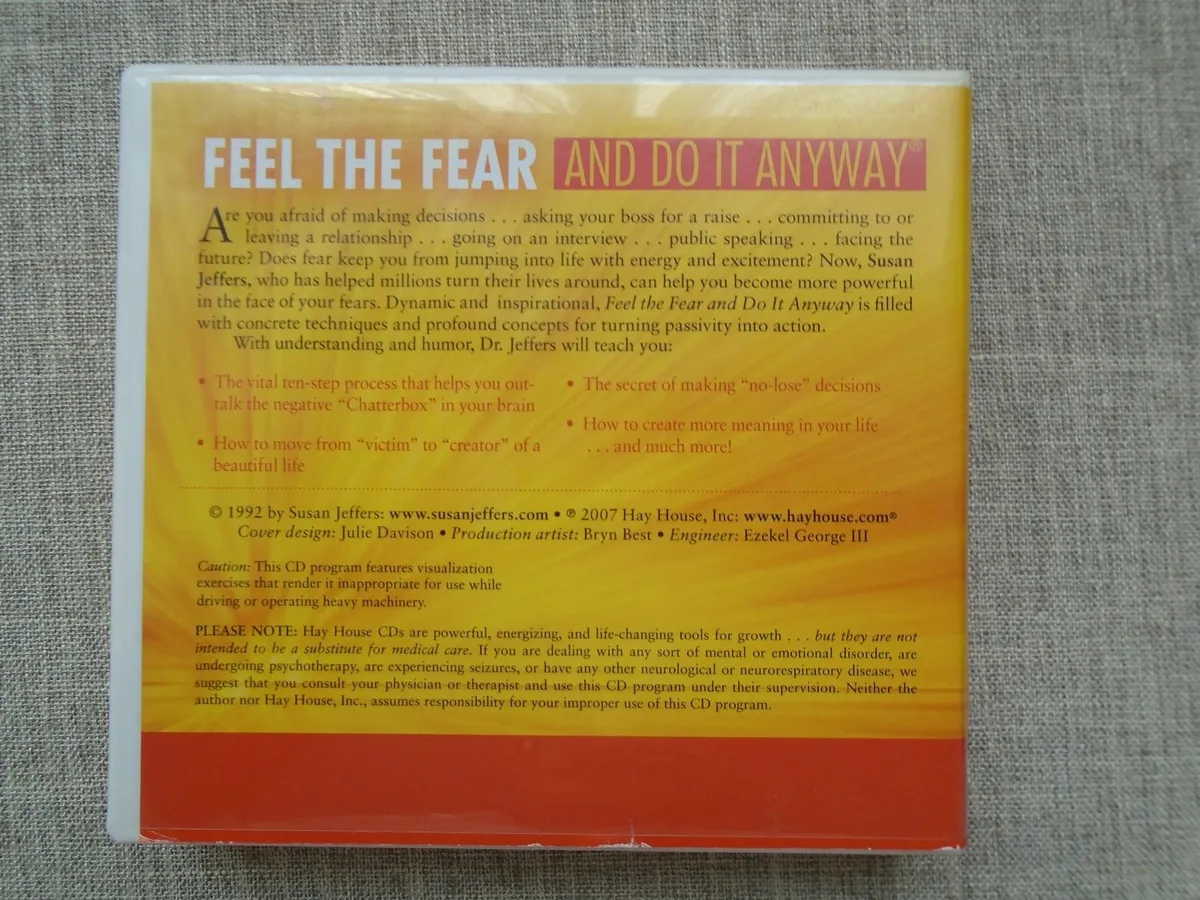 FEEL THE FEAR AND DO IT ANYWAY®
Are you afraid of making decisions . . . asking your boss for a raise . . . committing to or
leaving a relationship . . . going on an interview . . . public speaking . . . facing the
future? Does fear keep you from jumping into life with energy and excitement? Now, Susan
Jeffers, who has helped millions turn their lives around, can help you become more powerful
in the face of your fears. Dynamic and inspirational, Feel the Fear and Do It Anyway is filled
with concrete techniques and profound concepts for turning passivity into action.
With understanding and humor, Dr. Jeffers will teach you:
• The vital ten-step process that helps you out-
talk the negative “Chatterbox” in your brain
• How to move from “victim” to “creator” of a
beautiful life
• The secret of making “no-lose” decisions
• How to create more meaning in your life
. . . and much more!
© 1992 by Susan Jeffers: www.susanjeffers.com • ℗ 2007 Hay House, Inc: www.hayhouse.com®
Cover design: Julie Davison • Production artist: Bryn Best • Engineer: Ezekel George III
Caution: This CD program features visualization
exercises that render it inappropriate for use while
driving or operating heavy machinery.
PLEASE NOTE: Hay House CDs are powerful, energizing, and life-changing tools for growth . . . but they are not
intended to be a substitute for medical care. If you are dealing with any sort of mental or emotional disorder, are
undergoing psychotherapy, are experiencing seizures, or have any other neurological or neurorespiratory disease, we
suggest that you consult your physician or therapist and use this CD program under their supervision. Neither the
author nor Hay House, Inc., assumes responsibility for your improper use of this CD program.